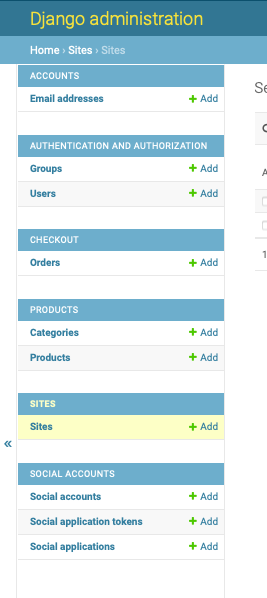 Django administration
Home › Sites › Sites
ACCOUNTS
Email addresses + Add
AUTHENTICATION AND AUTHORIZATION
Groups + Add
Users + Add
CHECKOUT
Orders + Add
PRODUCTS
Categories + Add
Products + Add
SITES
Sites + Add
«
SOCIAL ACCOUNTS
Social accounts + Add
Social application tokens + Add
Social applications + Add